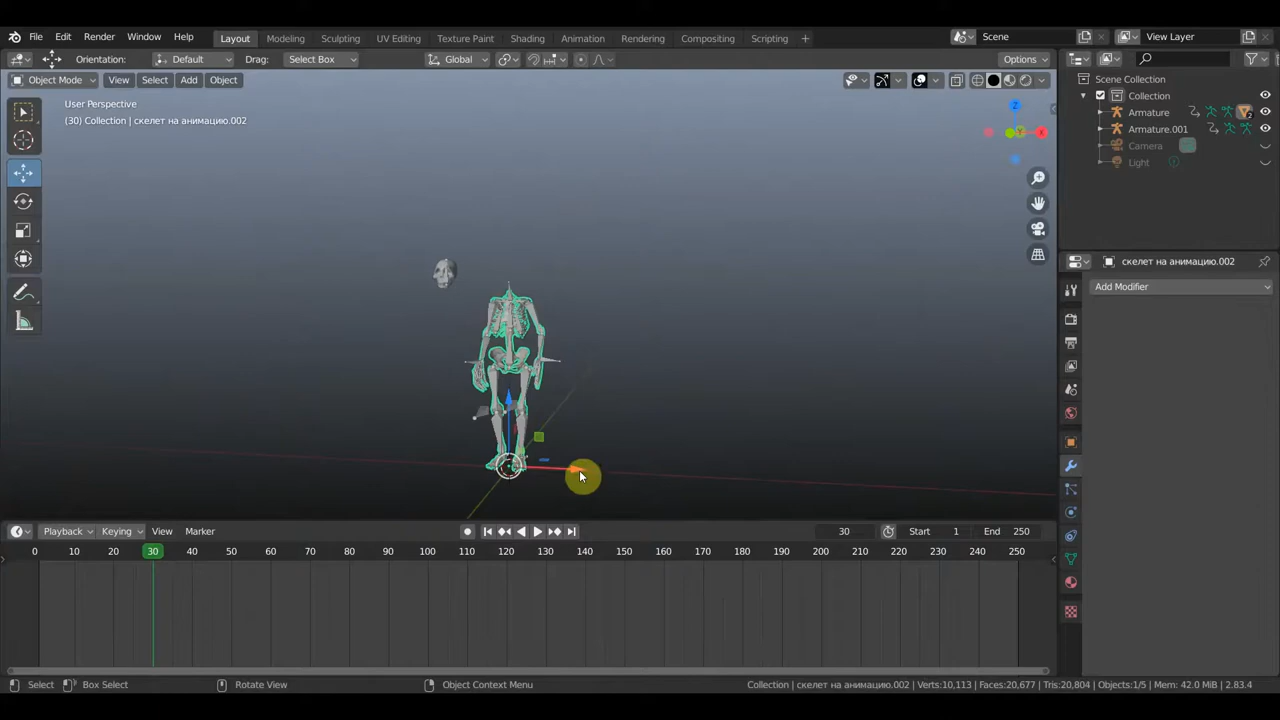 File Edit Render Window Help Layout Modeling Sculpting UV Editing Texture Paint Shading Animation Rendering Compositing Scripting + Scene View Layer
Orientation: Default Drag: Select Box Global Options
Object Mode View Select Add Object
Scene Collection
Collection
Armature
Armature.001
Camera
Light
User Perspective
(30) Collection | скелет на анимацию.002
Z
Y
X
скелет на анимацию.002
Add Modifier
Playback Keying View Marker 30 Start 1 End 250
0 10 20 30 40 50 60 70 80 90 100 110 120 130 140 150 160 170 180 190 200 210 220 230 240 250
Select Box Select Rotate View Object Context Menu Collection | скелет на анимацию.002 | Verts:10,113 | Faces:20,677 | Tris:20,804 | Objects:1/5 | Mem: 42.0 MiB | 2.83.4